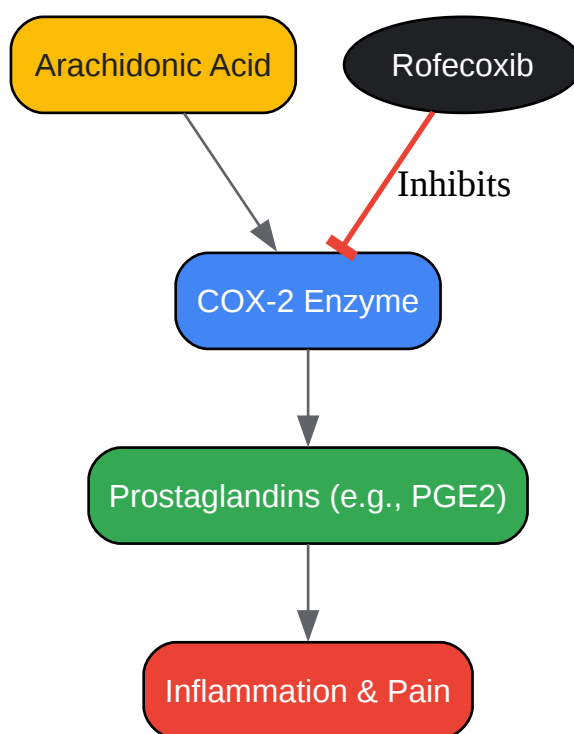 Arachidonic Acid
Rofecoxib
Inhibits
COX-2 Enzyme
Prostaglandins (e.g., PGE2)
Inflammation & Pain